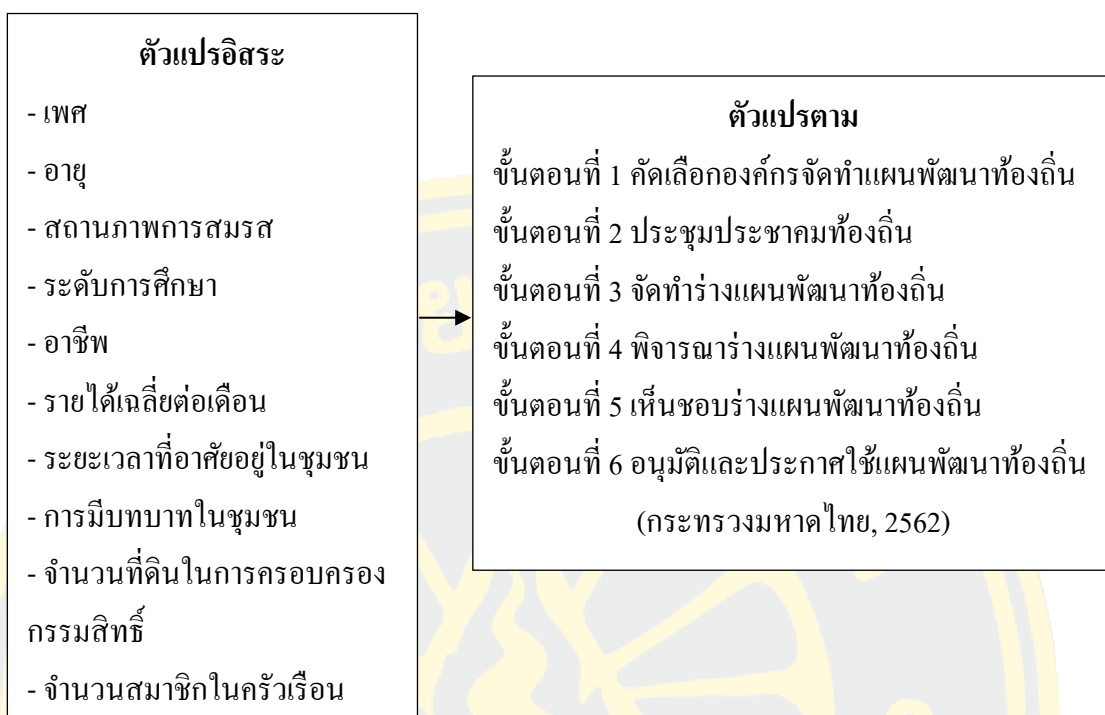 ตัวแปรอิสระ
- เพศ
- อายุ
- สถานภาพการสมรส
- ระดับการศึกษา
- อาชีพ
- รายได้เฉลี่ยต่อเดือน
- ระยะเวลาที่อาศัยอยู่ในชุมชน
- การมีบทบาทในชุมชน
- จำนวนที่ดินในการครอบครอง
กรรมสิทธิ์
- จำนวนสมาชิกในครัวเรือน
ตัวแปรตาม
ขั้นตอนที่ 1 คัดเลือกองค์กรจัดทำแผนพัฒนาท้องถิ่น
ขั้นตอนที่ 2 ประชุมประชาคมท้องถิ่น
ขั้นตอนที่ 3 จัดทำร่างแผนพัฒนาท้องถิ่น
ขั้นตอนที่ 4 พิจารณาร่างแผนพัฒนาท้องถิ่น
ขั้นตอนที่ 5 เห็นชอบร่างแผนพัฒนาท้องถิ่น
ขั้นตอนที่ 6 อนุมัติและประกาศใช้แผนพัฒนาท้องถิ่น
(กระทรวงมหาดไทย, 2562)